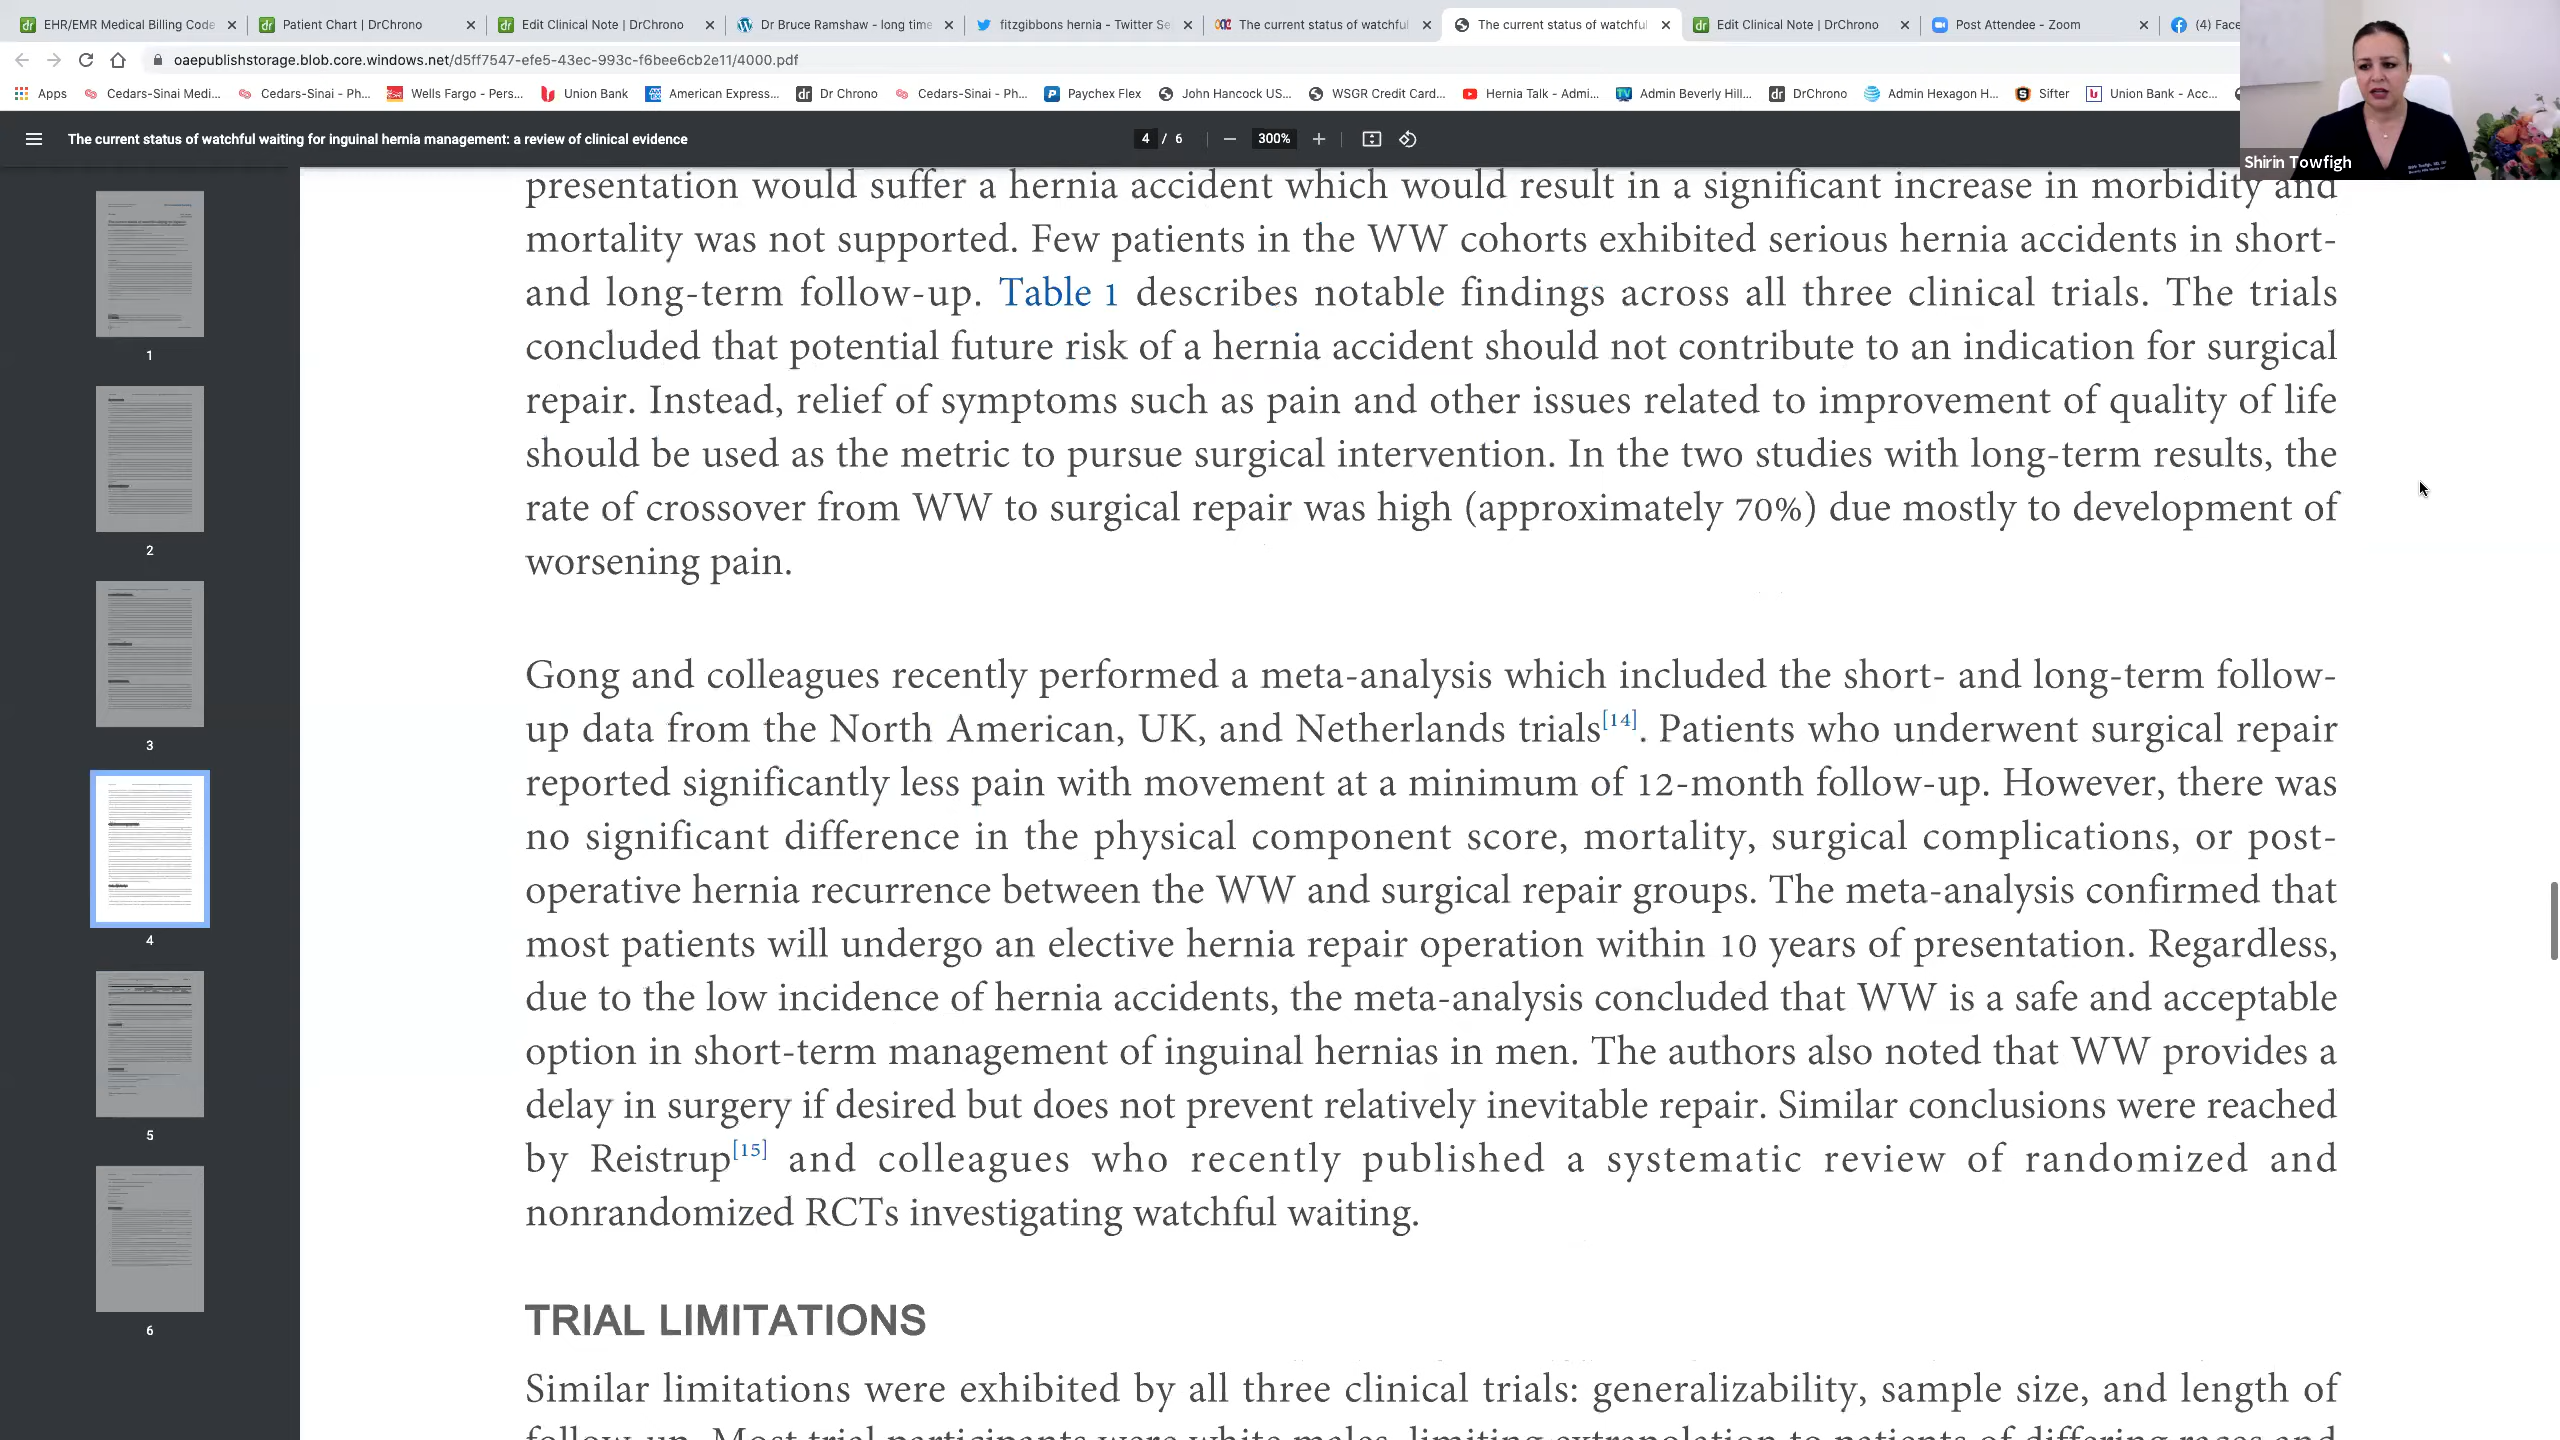 EHR/EMR Medical Billing Code
Patient Chart | DrChrono
Edit Clinical Note | DrChrono
Dr Bruce Ramshaw - long time
fitzgibbons hernia - Twitter Se
The current status of watchful
The current status of watchful
Edit Clinical Note | DrChrono
Post Attendee - Zoom
(4) Face
oaepublishstorage.blob.core.windows.net/d5ff7547-efe5-43ec-993c-f6bee6cb2e11/4000.pdf
Apps
Cedars-Sinai Medi...
Cedars-Sinai - Ph...
Wells Fargo - Pers...
Union Bank
American Express...
Dr Chrono
Cedars-Sinai - Ph...
Paychex Flex
John Hancock US...
WSGR Credit Card...
Hernia Talk - Admi...
Admin Beverly Hill...
DrChrono
Admin Hexagon H...
Sifter
Union Bank - Acc...
The current status of watchful waiting for inguinal hernia management: a review of clinical evidence
4 / 6
300%
Shirin Towfigh
1
2
3
4
5
6
presentation would suffer a hernia accident which would result in a significant increase in morbidity and
mortality was not supported. Few patients in the WW cohorts exhibited serious hernia accidents in short-
and long-term follow-up. Table 1 describes notable findings across all three clinical trials. The trials
concluded that potential future risk of a hernia accident should not contribute to an indication for surgical
repair. Instead, relief of symptoms such as pain and other issues related to improvement of quality of life
should be used as the metric to pursue surgical intervention. In the two studies with long-term results, the
rate of crossover from WW to surgical repair was high (approximately 70%) due mostly to development of
worsening pain.
Gong and colleagues recently performed a meta-analysis which included the short- and long-term follow-
up data from the North American, UK, and Netherlands trials[14]. Patients who underwent surgical repair
reported significantly less pain with movement at a minimum of 12-month follow-up. However, there was
no significant difference in the physical component score, mortality, surgical complications, or post-
operative hernia recurrence between the WW and surgical repair groups. The meta-analysis confirmed that
most patients will undergo an elective hernia repair operation within 10 years of presentation. Regardless,
due to the low incidence of hernia accidents, the meta-analysis concluded that WW is a safe and acceptable
option in short-term management of inguinal hernias in men. The authors also noted that WW provides a
delay in surgery if desired but does not prevent relatively inevitable repair. Similar conclusions were reached
by Reistrup[15] and colleagues who recently published a systematic review of randomized and
nonrandomized RCTs investigating watchful waiting.
TRIAL LIMITATIONS
Similar limitations were exhibited by all three clinical trials: generalizability, sample size, and length of
follow-up. Most trial participants were white males, limiting extrapolation to patients of differing races and